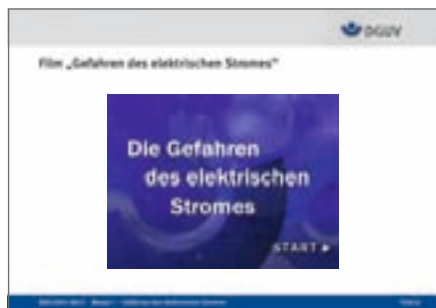 DGUV
Film „Gefahren des elektrischen Stromes"
Die Gefahren
des elektrischen
Stromes
START